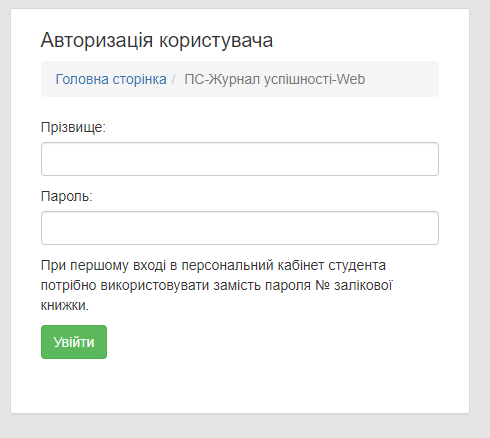 Авторизація користувача
Головна сторінка / ПС-Журнал успішності-Web
Прізвище:
Пароль:
При першому вході в персональний кабінет студента
потрібно використовувати замість пароля № залікової
книжки.
Увійти